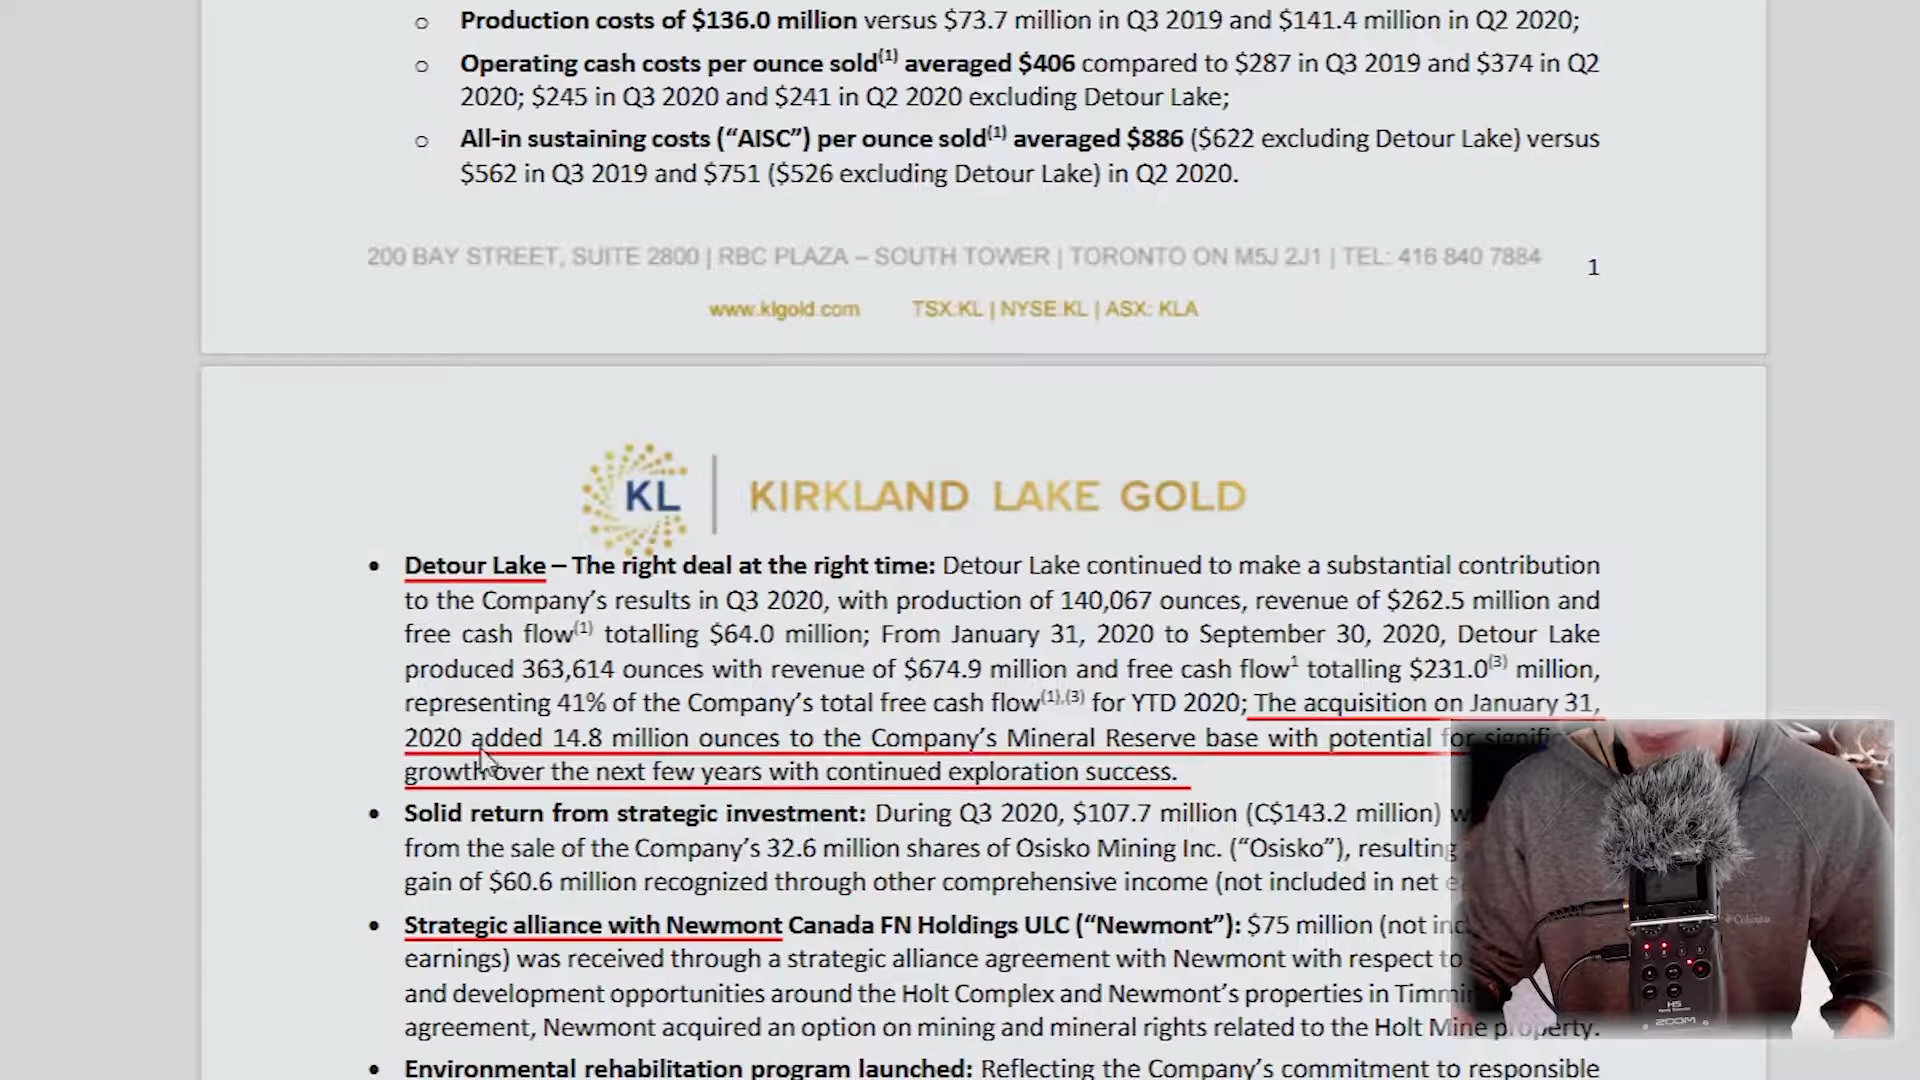 Production costs of $136.0 million versus $73.7 million in Q3 2019 and $141.4 million in Q2 2020;
Operating cash costs per ounce sold(1) averaged $406 compared to $287 in Q3 2019 and $374 in Q2
2020; $245 in Q3 2020 and $241 in Q2 2020 excluding Detour Lake;
All-in sustaining costs (“AISC”) per ounce sold(1) averaged $886 ($622 excluding Detour Lake) versus
$562 in Q3 2019 and $751 ($526 excluding Detour Lake) in Q2 2020.
200 BAY STREET, SUITE 2800 | RBC PLAZA – SOUTH TOWER | TORONTO ON M5J 2J1 | TEL: 416 840 7884
1
www.klgold.com TSX:KL | NYSE:KL | ASX: KLA
KL | KIRKLAND LAKE GOLD
• Detour Lake – The right deal at the right time: Detour Lake continued to make a substantial contribution
to the Company’s results in Q3 2020, with production of 140,067 ounces, revenue of $262.5 million and
free cash flow(1) totalling $64.0 million; From January 31, 2020 to September 30, 2020, Detour Lake
produced 363,614 ounces with revenue of $674.9 million and free cash flow1 totalling $231.0(3) million,
representing 41% of the Company’s total free cash flow(1),(3) for YTD 2020; The acquisition on January 31,
2020 added 14.8 million ounces to the Company’s Mineral Reserve base with potential for
growth over the next few years with continued exploration success.
• Solid return from strategic investment: During Q3 2020, $107.7 million (C$143.2 million)
from the sale of the Company’s 32.6 million shares of Osisko Mining Inc. (“Osisko”), resulting
gain of $60.6 million recognized through other comprehensive income (not included in net
• Strategic alliance with Newmont Canada FN Holdings ULC (“Newmont”): $75 million (not
earnings) was received through a strategic alliance agreement with Newmont with respect to
and development opportunities around the Holt Complex and Newmont’s properties in
agreement, Newmont acquired an option on mining and mineral rights related to the Holt Mine property.
• Environmental rehabilitation program launched: Reflecting the Company’s commitment to responsible
H5
ZOOM